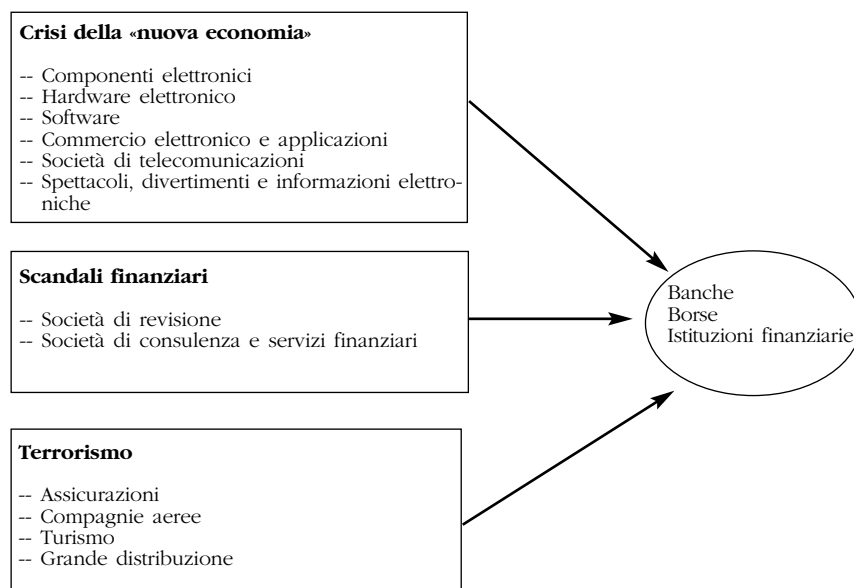 Crisi della «nuova economia»
-- Componenti elettronici
-- Hardware elettronico
-- Software
-- Commercio elettronico e applicazioni
-- Società di telecomunicazioni
-- Spettacoli, divertimenti e informazioni elettro-
niche
Scandali finanziari
-- Società di revisione
-- Società di consulenza e servizi finanziari
Terrorismo
-- Assicurazioni
-- Compagnie aeree
-- Turismo
-- Grande distribuzione
Banche
Borse
Istituzioni finanziarie